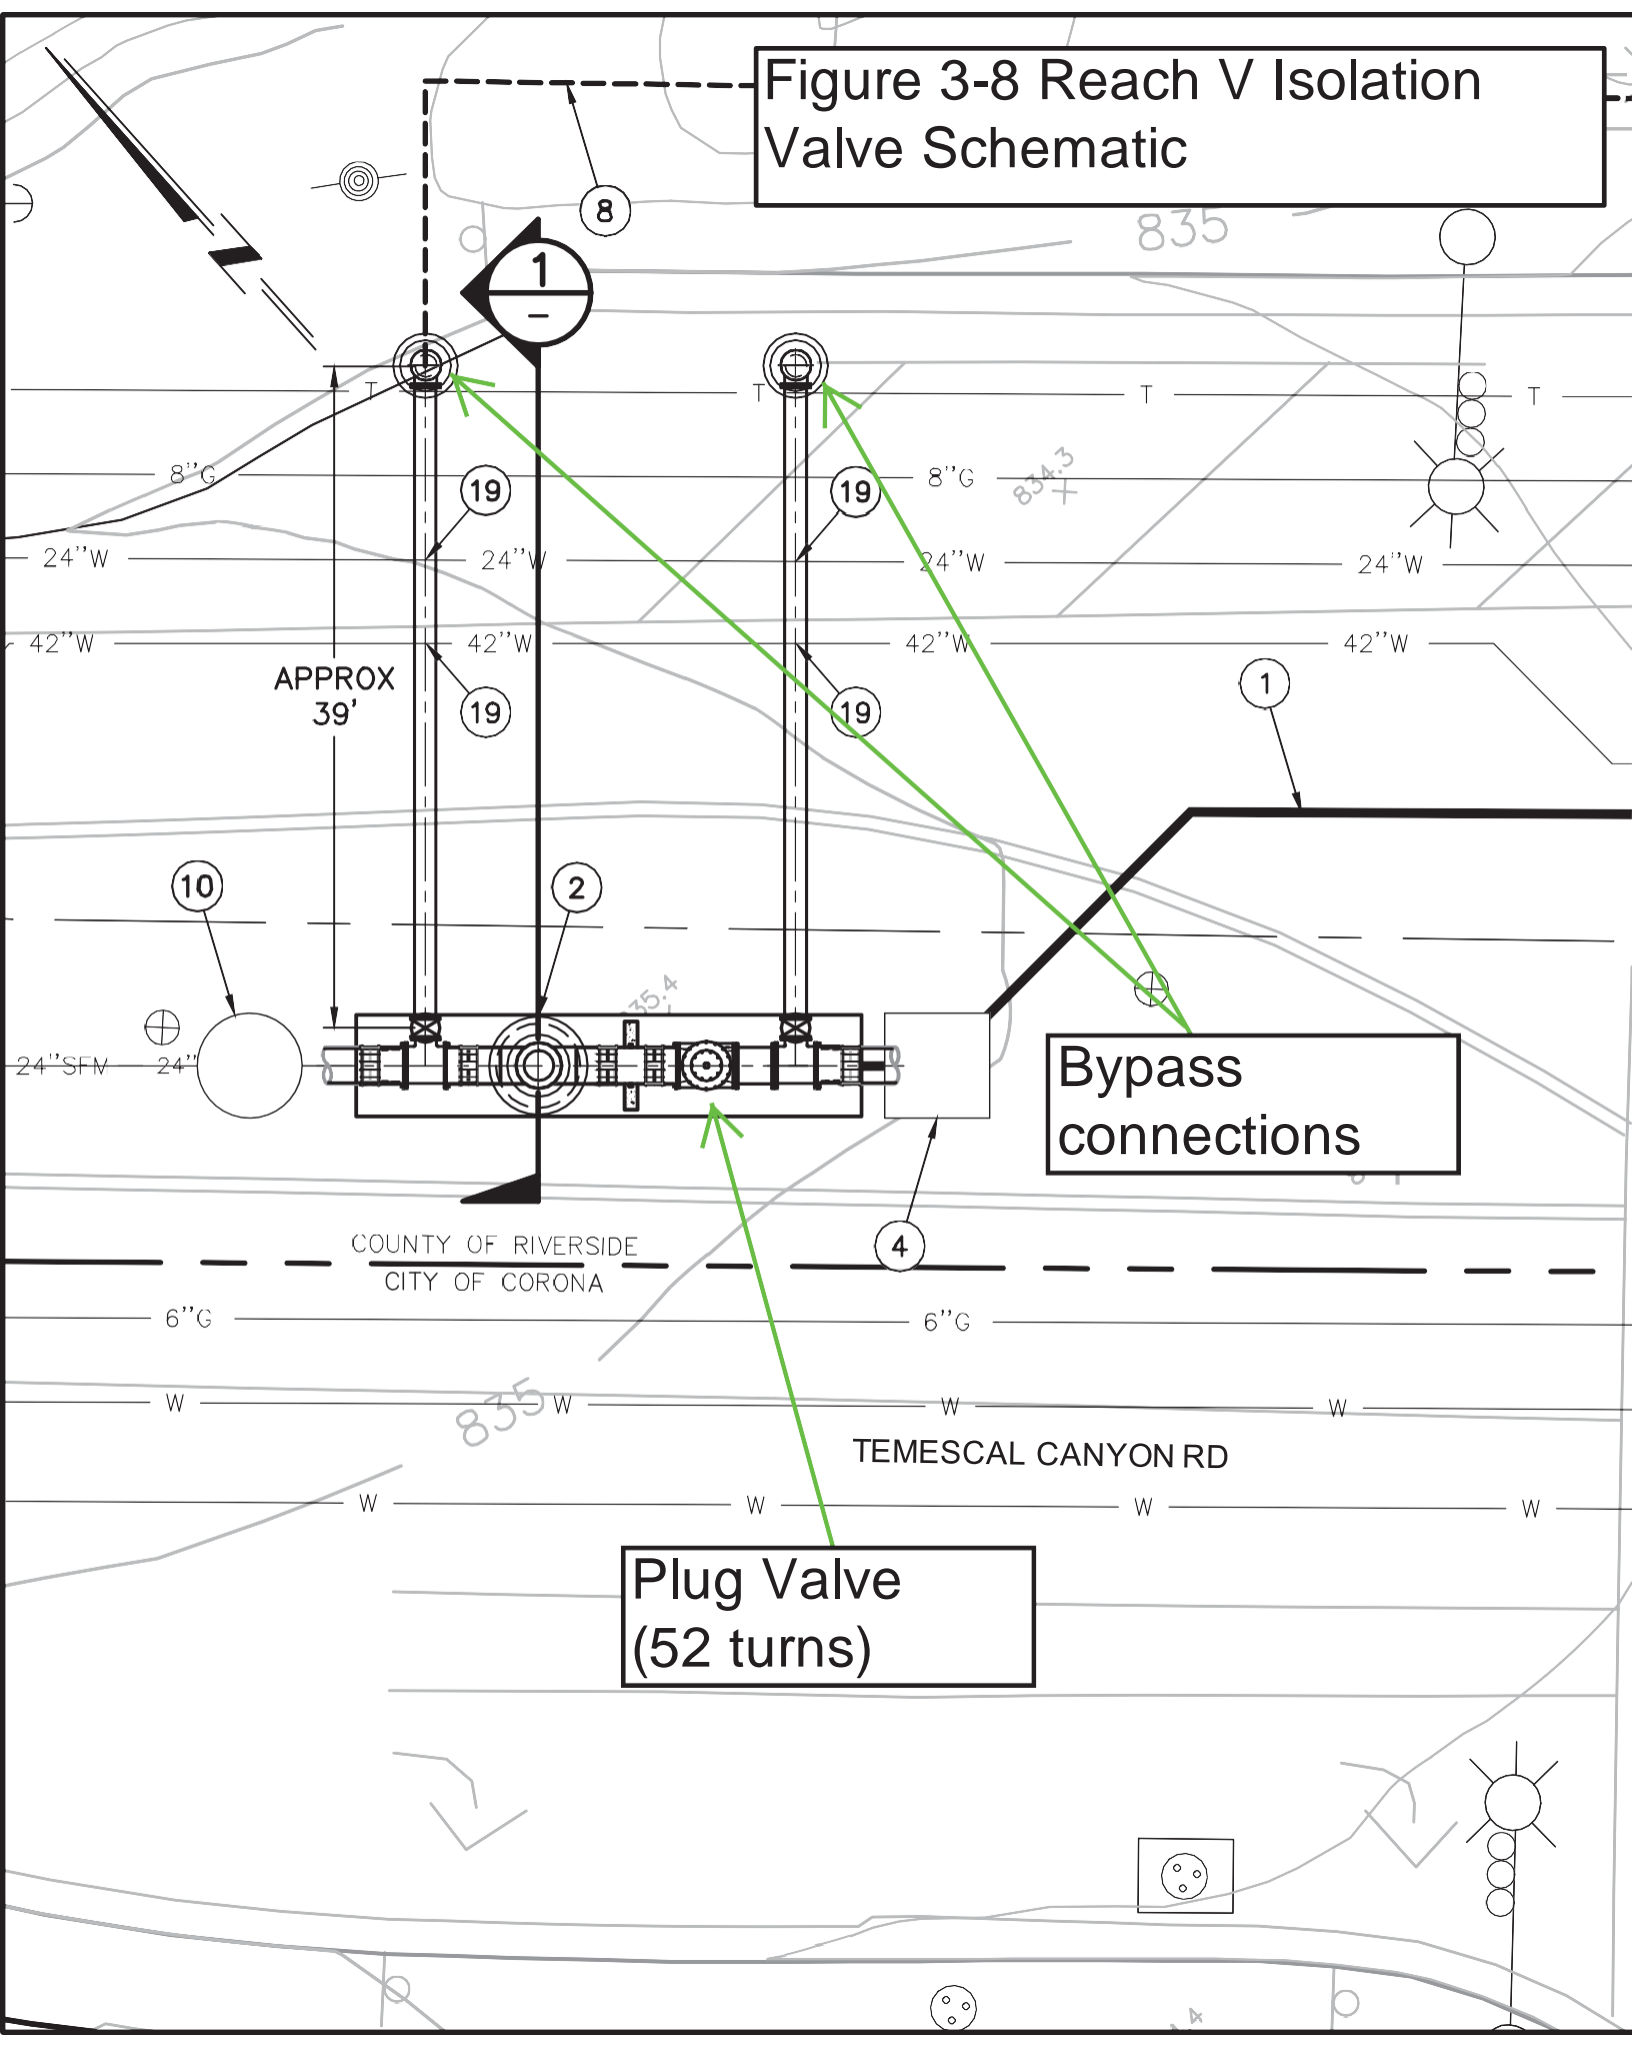 Figure 3-8 Reach V Isolation
Valve Schematic
8
835
1
–
T T T T
8"G 8"G
19 19
834.3
24"W 24"W 24"W 24"W
42"W 42"W 42"W 42"W
APPROX
39'
19 19
1
10
2
35.4
24"SFM 24"
Bypass
connections
4
COUNTY OF RIVERSIDE
CITY OF CORONA
6"G 6"G
835
W W W W
TEMESCAL CANYON RD
W W W W
Plug Valve
(52 turns)